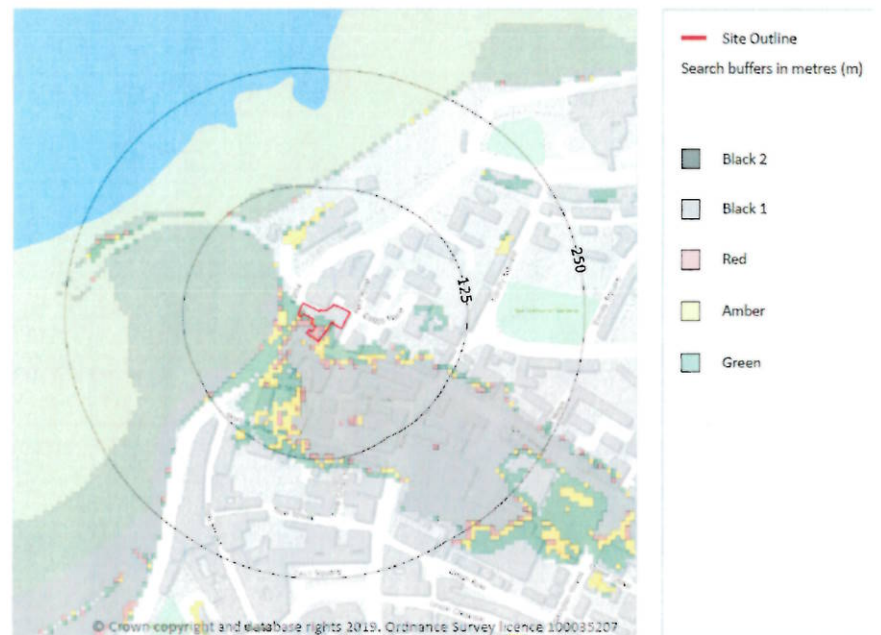 Site Outline
Search buffers in metres (m)
Black 2
Black 1
Red
Amber
Green
250
125
© Crown copyright and database rights 2019. Ordnance Survey licence 100035207